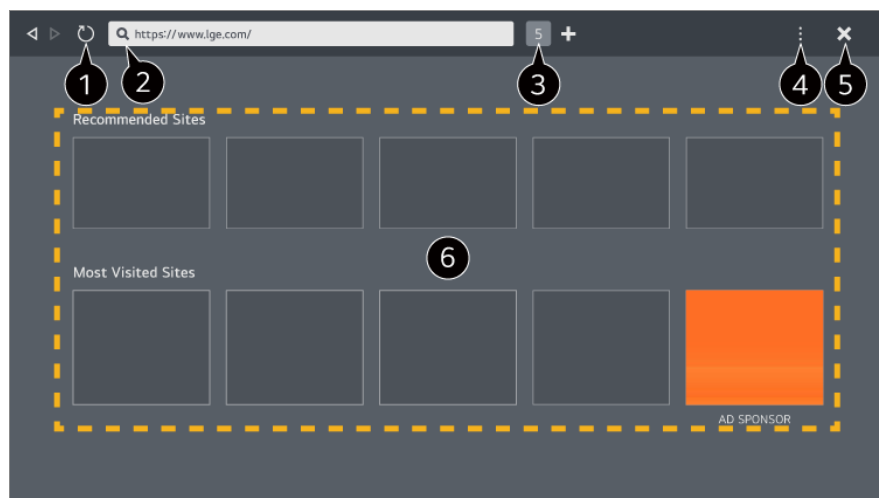 https://www.lge.com/ 5
1 2 3 4 5
Recommended Sites
6
Most Visited Sites
AD SPONSOR